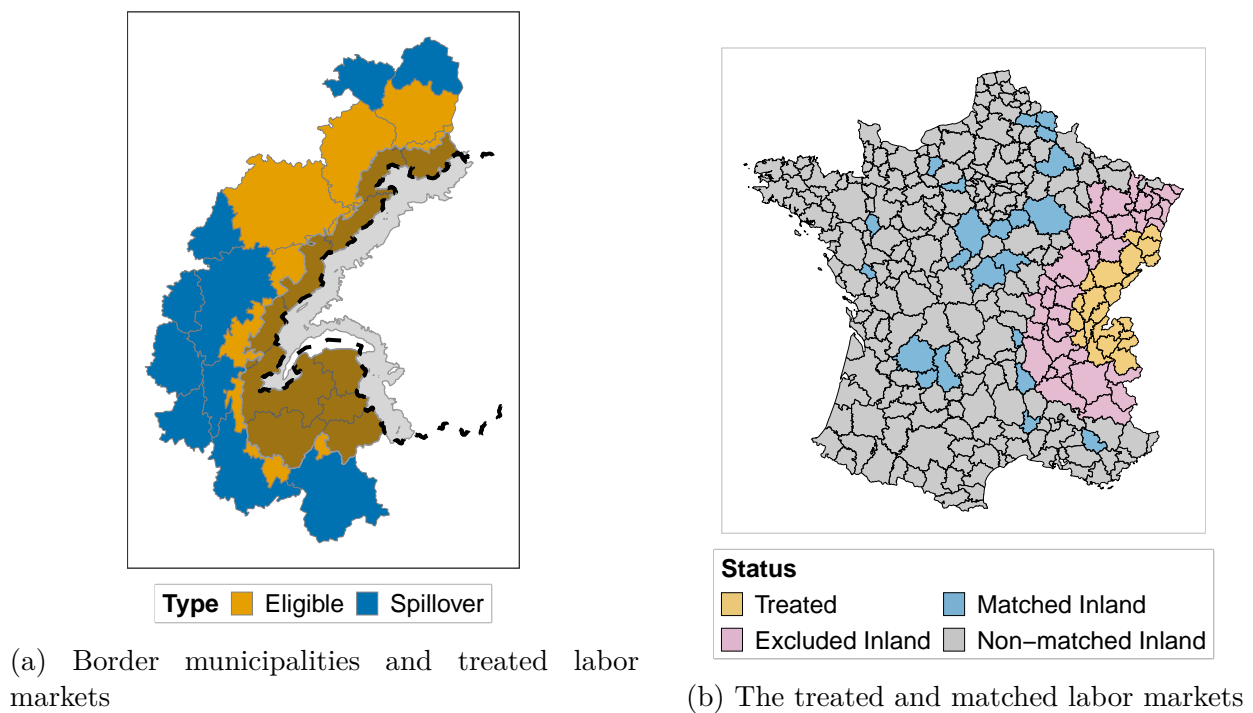 Type Eligible Spillover
(a) Border municipalities and treated labor
markets
Status
Treated Matched Inland
Excluded Inland Non−matched Inland
(b) The treated and matched labor markets